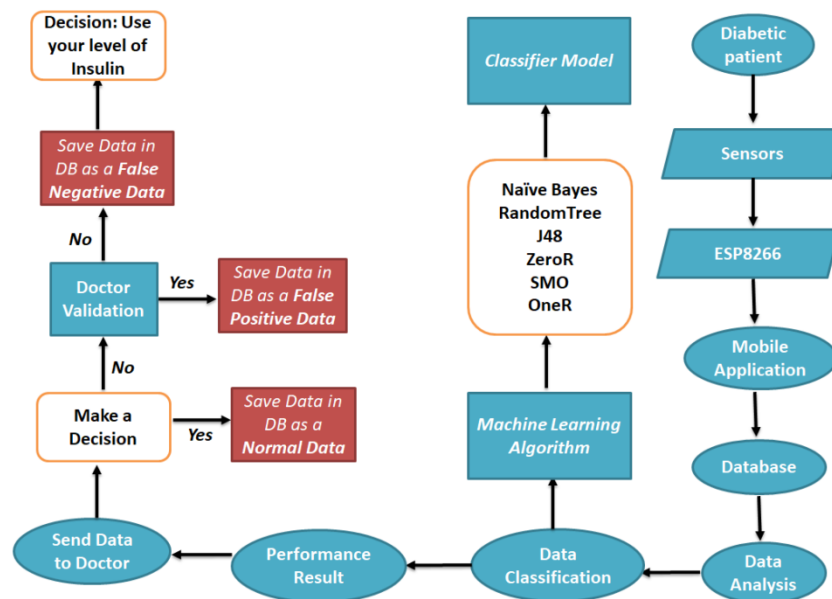 Decision: Use
your level of
Insulin
Save Data in
DB as a False
Negative Data
No
Doctor
Validation
Yes
Save Data in
DB as a False
Positive Data
No
Make a
Decision
Yes
Save Data in
DB as a
Normal Data
Send Data
to Doctor
Performance
Result
Classifier Model
Naïve Bayes
RandomTree
J48
ZeroR
SMO
OneR
Machine Learning
Algorithm
Data
Classification
Diabetic
patient
Sensors
ESP8266
Mobile
Application
Database
Data
Analysis